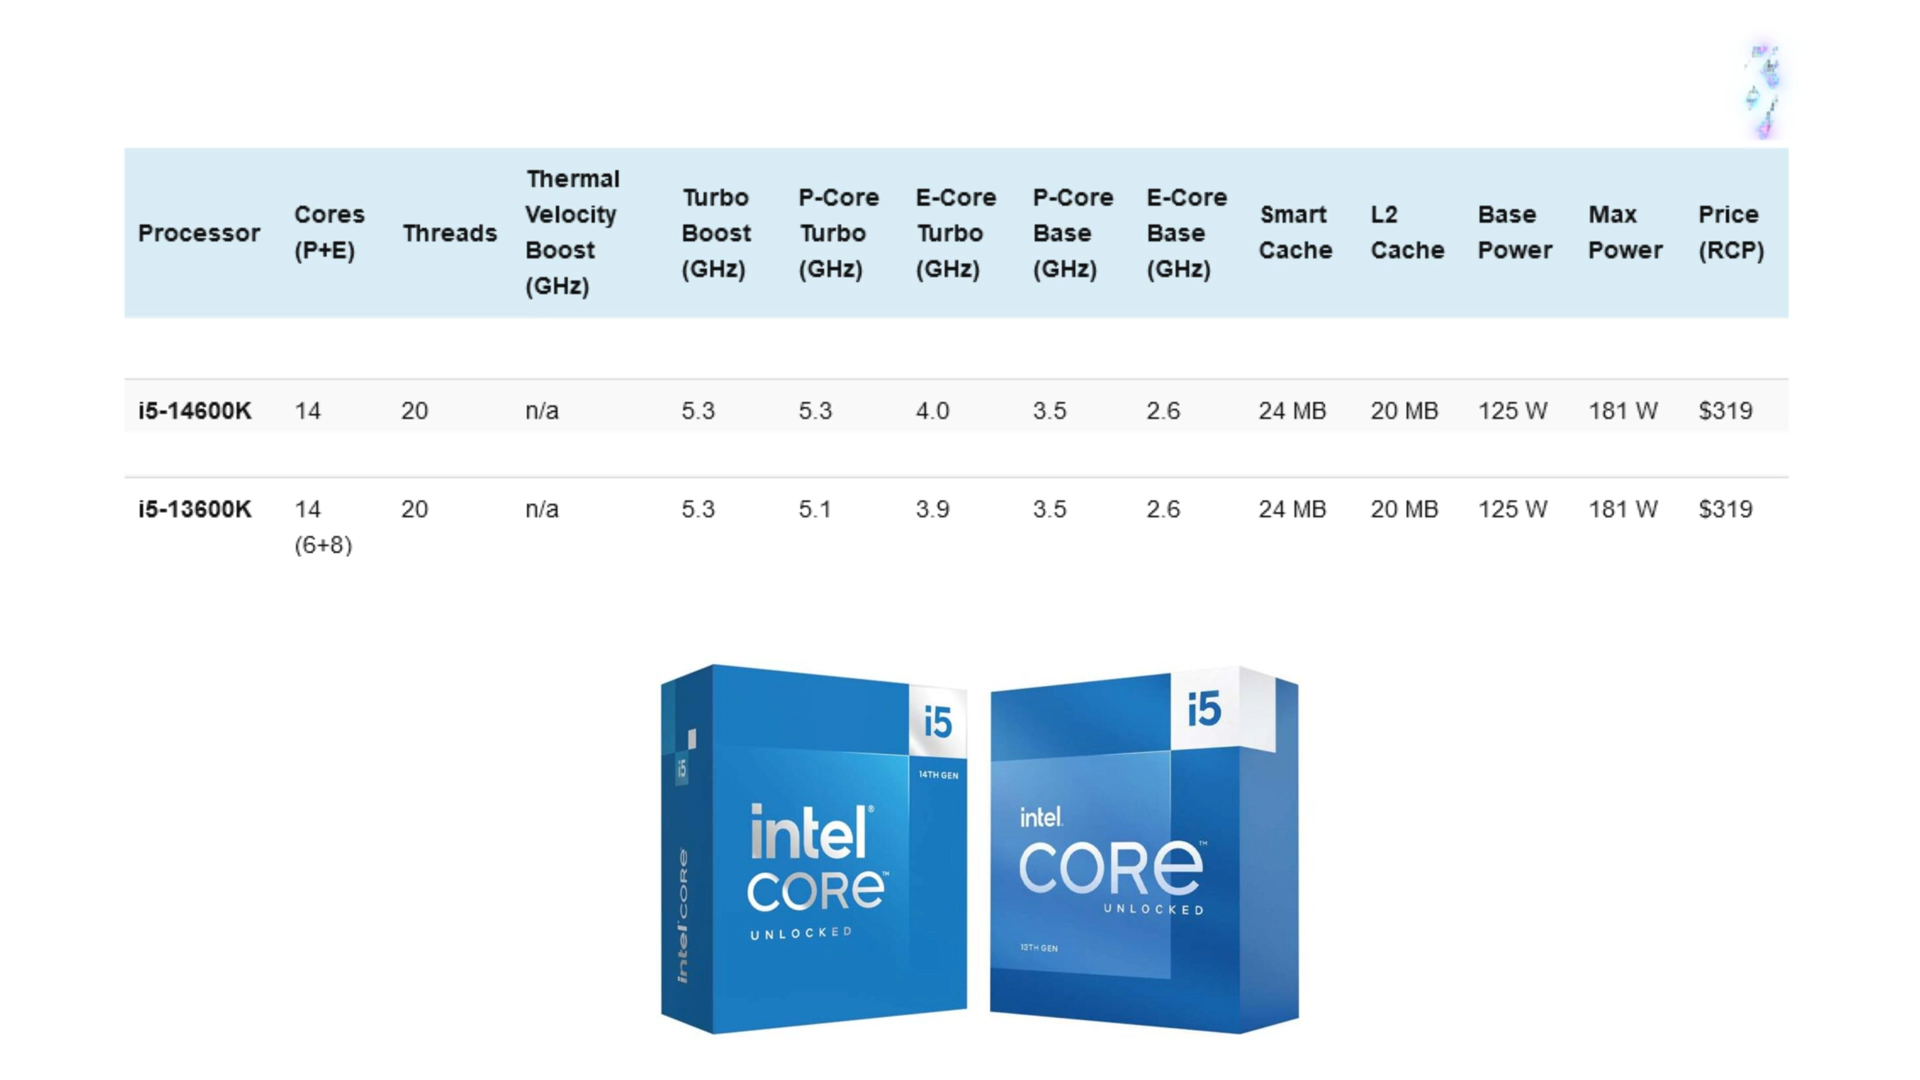 Processor Cores (P+E) Threads Thermal Velocity Boost (GHz) Turbo Boost (GHz) P-Core Turbo (GHz) E-Core Turbo (GHz) P-Core Base (GHz) E-Core Base (GHz) Smart Cache L2 Cache Base Power Max Power Price (RCP)
i5-14600K 14 20 n/a 5.3 5.3 4.0 3.5 2.6 24 MB 20 MB 125 W 181 W $319
i5-13600K 14 (6+8) 20 n/a 5.3 5.1 3.9 3.5 2.6 24 MB 20 MB 125 W 181 W $319
i5
14TH GEN
intel®
CORE™
UNLOCKED
i5
intel CORE
i5
intel.
CORE™
UNLOCKED
13TH GEN